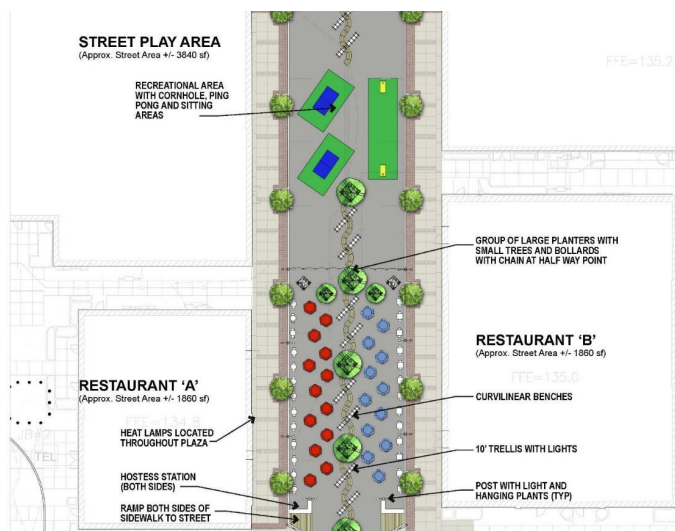 STREET PLAY AREA
(Approx. Street Area +/- 3840 sf)
FFE=135.2
RECREATIONAL AREA
WITH CORNHOLE, PING
PONG AND SITTING
AREAS
GROUP OF LARGE PLANTERS WITH
SMALL TREES AND BOLLARDS
WITH CHAIN AT HALF WAY POINT
RESTAURANT 'B'
(Approx. Street Area +/- 1860 sf)
FFE=135.0
RESTAURANT 'A'
(Approx. Street Area +/- 1860 sf)
FFE=134.8
CURVILINEAR BENCHES
HEAT LAMPS LOCATED
THROUGHOUT PLAZA
TEL
10' TRELLIS WITH LIGHTS
HOSTESS STATION
(BOTH SIDES)
POST WITH LIGHT AND
HANGING PLANTS (TYP)
RAMP BOTH SIDES OF
SIDEWALK TO STREET